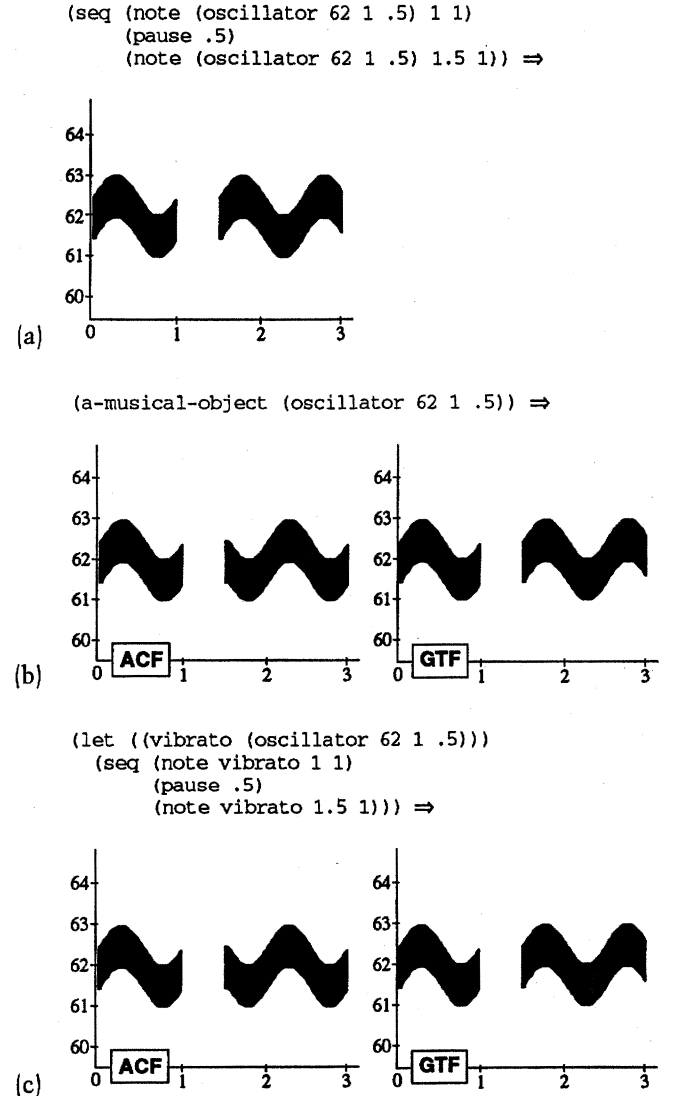 (seq (note (oscillator 62 1 .5) 1 1)
(pause .5)
(note (oscillator 62 1 .5) 1.5 1)) ⇒
64
63
62
61
60
0 1 2 3
(a)
(a-musical-object (oscillator 62 1 .5)) ⇒
64 64
63 63
62 62
61 61
60 60
0 ACF 1 2 3 0 GTF 1 2 3
(b)
(let ((vibrato (oscillator 62 1 .5)))
(seq (note vibrato 1 1)
(pause .5)
(note vibrato 1.5 1))) ⇒
64 64
63 63
62 62
61 61
60 60
0 ACF 1 2 3 0 GTF 1 2 3
(c)